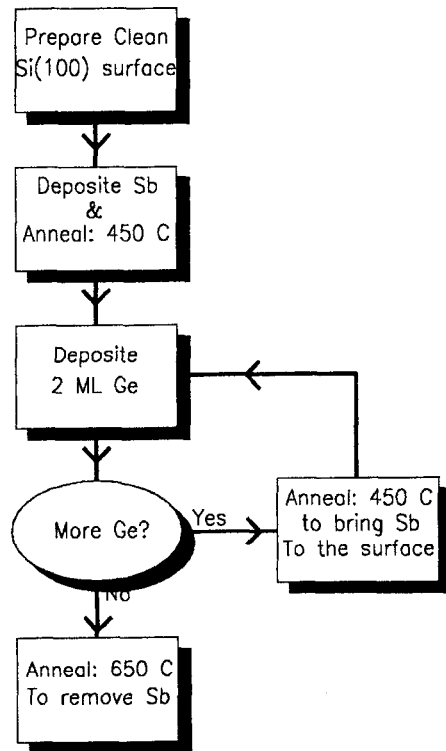 Prepare Clean
Si(100) surface
Deposite Sb
&
Anneal: 450 C
Deposite
2 ML Ge
More Ge?
Yes
Anneal: 450 C
to bring Sb
To the surface
No
Anneal: 650 C
To remove Sb